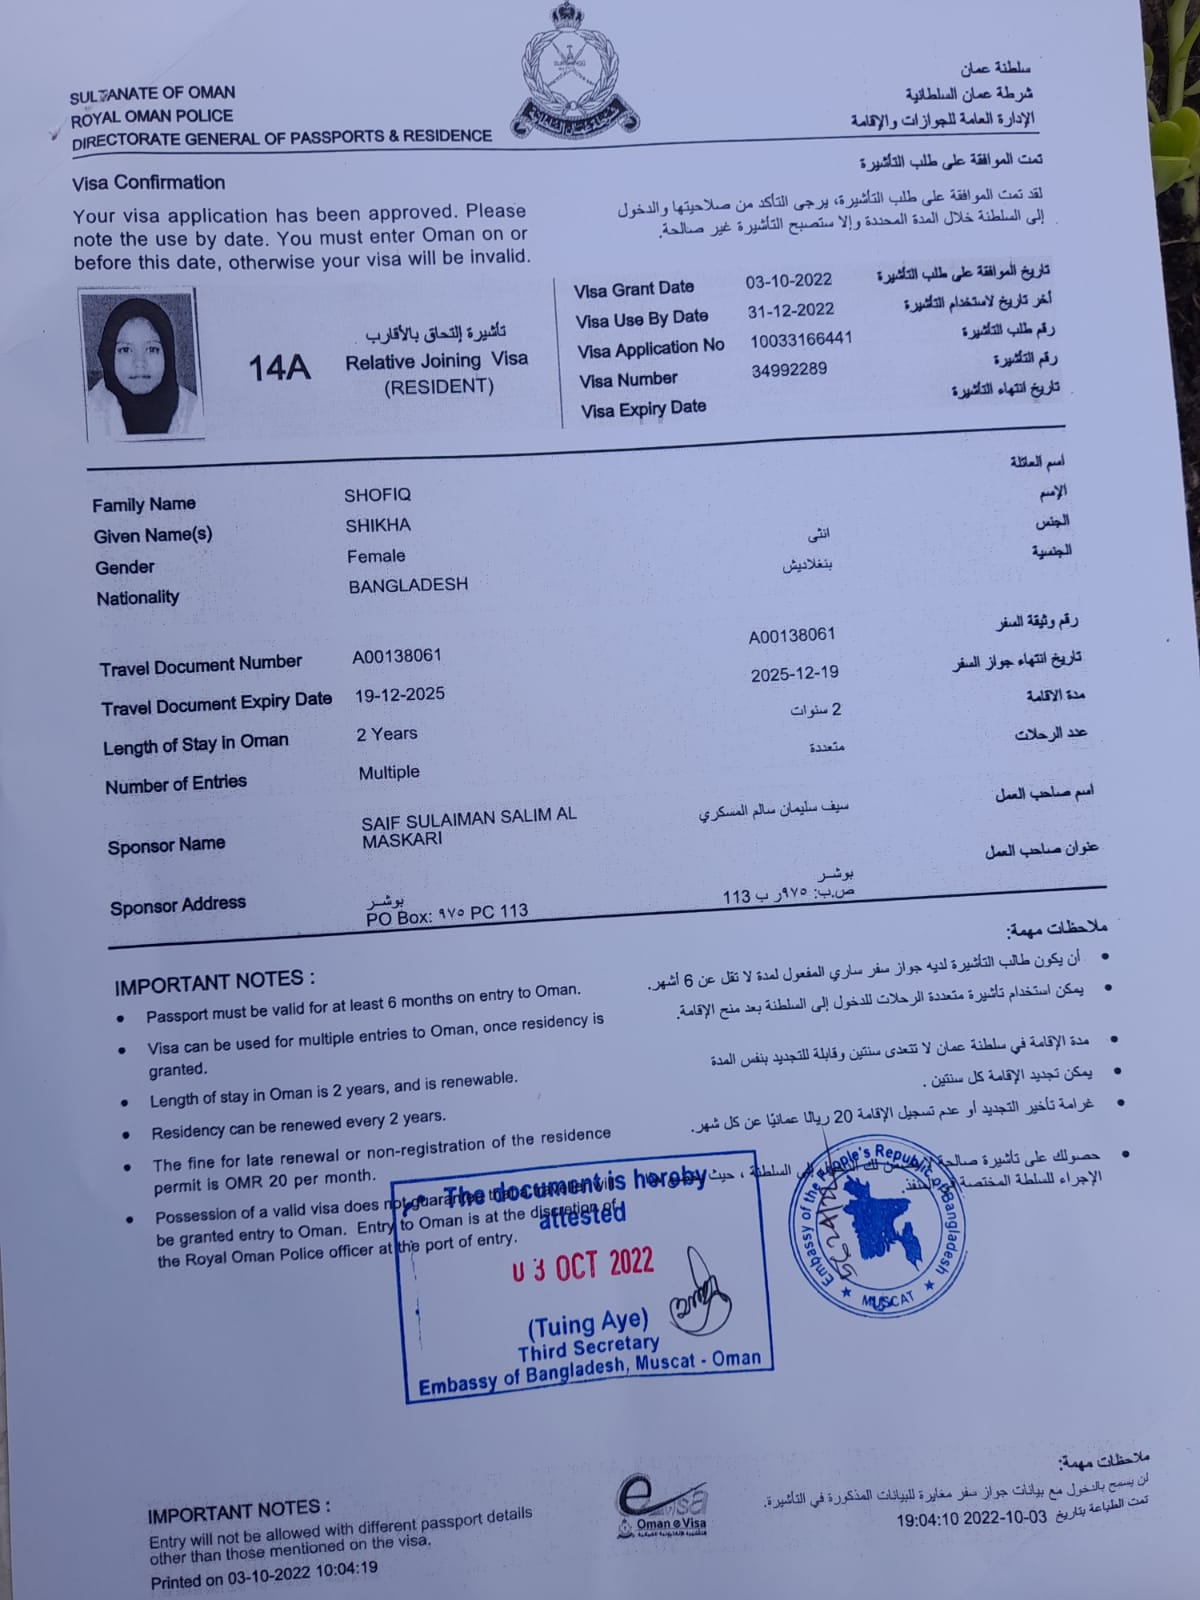 SULTANATE OF OMAN
ROYAL OMAN POLICE
DIRECTORATE GENERAL OF PASSPORTS & RESIDENCE
سلطنة عمان
شرطة عمان السلطانية
الإدارة العامة للجوازات والإقامة
Visa Confirmation
Your visa application has been approved. Please
note the use by date. You must enter Oman on or
before this date, otherwise your visa will be invalid.
تمت الموافقة على طلب التأشيرة
لقد تمت الموافقة على طلب التأشيرة، يرجى التأكد من صلاحيتها والدخول
إلى السلطنة خلال المدة المحددة وإلا ستصبح التأشيرة غير صالحة.
14A
تأشيرة إلتحاق بالأقارب
Relative Joining Visa
(RESIDENT)
Visa Grant Date 03-10-2022 تاريخ الموافقة على طلب التأشيرة
Visa Use By Date 31-12-2022 أخر تاريخ لاستخدام التأشيرة
Visa Application No 10033166441 رقم طلب التأشيرة
Visa Number 34992289 رقم التأشيرة
Visa Expiry Date تاريخ انتهاء التأشيرة
Family Name SHOFIQ اسم العائلة
Given Name(s) SHIKHA الإسم
Gender Female انثى الجنس
Nationality BANGLADESH بنغلاديش الجنسية
Travel Document Number A00138061 A00138061 رقم وثيقة السفر
Travel Document Expiry Date 19-12-2025 2025-12-19 تاريخ انتهاء جواز السفر
Length of Stay in Oman 2 Years 2 سنوات مدة الاقامة
Number of Entries Multiple متعددة عدد الرحلات
Sponsor Name SAIF SULAIMAN SALIM AL
MASKARI
سيف سليمان سالم المسكري اسم صاحب العمل
Sponsor Address بوشر
PO Box: ٩٧٥ PC 113
بوشر عنوان صاحب العمل
ص.ب: ٩٧٥ر ب 113
IMPORTANT NOTES :
• Passport must be valid for at least 6 months on entry to Oman.
• Visa can be used for multiple entries to Oman, once residency is
granted.
• Length of stay in Oman is 2 years, and is renewable.
• Residency can be renewed every 2 years.
• The fine for late renewal or non-registration of the residence
permit is OMR 20 per month.
• Possession of a valid visa does not guarantee that a
be granted entry to Oman. Entry to Oman is at the discretion of
the Royal Oman Police officer at the port of entry.
ملاحظات مهمة:
• أن يكون طالب التأشيرة لديه جواز سفر ساري المفعول لمدة لا تقل عن 6 أشهر.
• يمكن استخدام تأشيرة متعددة الرحلات للدخول إلى السلطنة بعد منح الإقامة.
• مدة الإقامة في سلطنة عمان لا تتعدى سنتين وقابلة للتجديد بنفس المدة
• يمكن تجديد الإقامة كل سنتين .
• غرامة تأخير التجديد أو عدم تسجيل الإقامة 20 ريالا عمانيًا عن كل شهر.
• حصولك على تأشيرة صالحة إلى السلطنة ، حيث
الإجراء للسلطة المختصة
The document is hereby
attested
03 OCT 2022
(Tuing Aye)
Third Secretary
Embassy of Bangladesh, Muscat - Oman
Embassy of the People's Republic of Bangladesh
★ MUSCAT ★
IMPORTANT NOTES :
Entry will not be allowed with different passport details
other than those mentioned on the visa.
Printed on 03-10-2022 10:04:19
e visa
Oman e Visa
ملاحظات مهمة:
لن يسمح بالدخول مع بيانات جواز سفر مغايرة للبيانات المذكورة في التأشيرة.
تمت الطباعة بتاريخ 03-10-2022 19:04:10